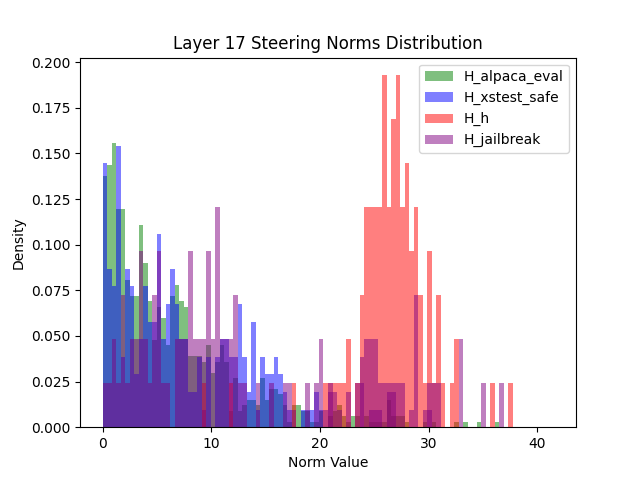 Layer 17 Steering Norms Distribution
H_alpaca_eval
H_xstest_safe
H_h
H_jailbreak
0.200
0.175
0.150
0.125
0.100
0.075
0.050
0.025
0.000
Density
0 10 20 30 40
Norm Value